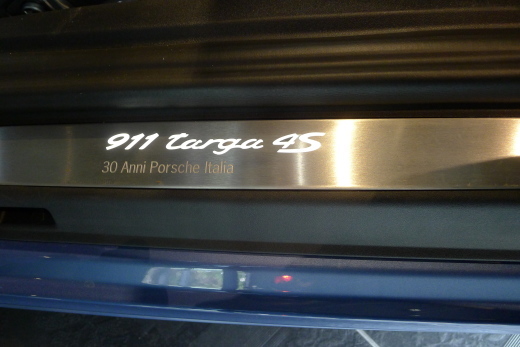 911 targa 4S
30 Anni Porsche Italia